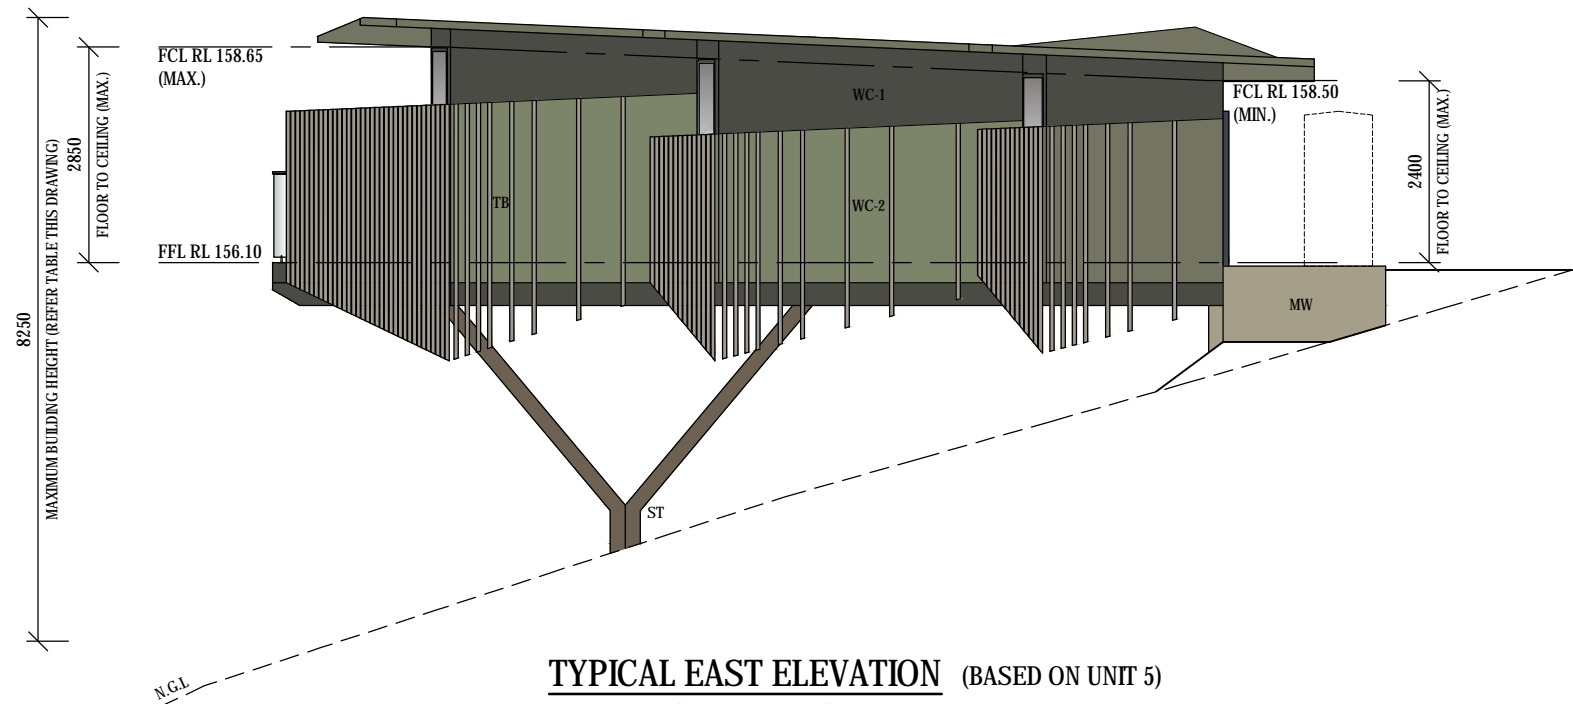 8250
MAXIMUM BUILDING HEIGHT (REFER TABLE THIS DRAWING)
2850
FLOOR TO CEILING (MAX.)
FCL RL 158.65
(MAX.)
FFL RL 156.10
WC-1
TB
WC-2
FCL RL 158.50
(MIN.)
2400
FLOOR TO CEILING (MAX.)
MW
ST
N.G.L
TYPICAL EAST ELEVATION (BASED ON UNIT 5)